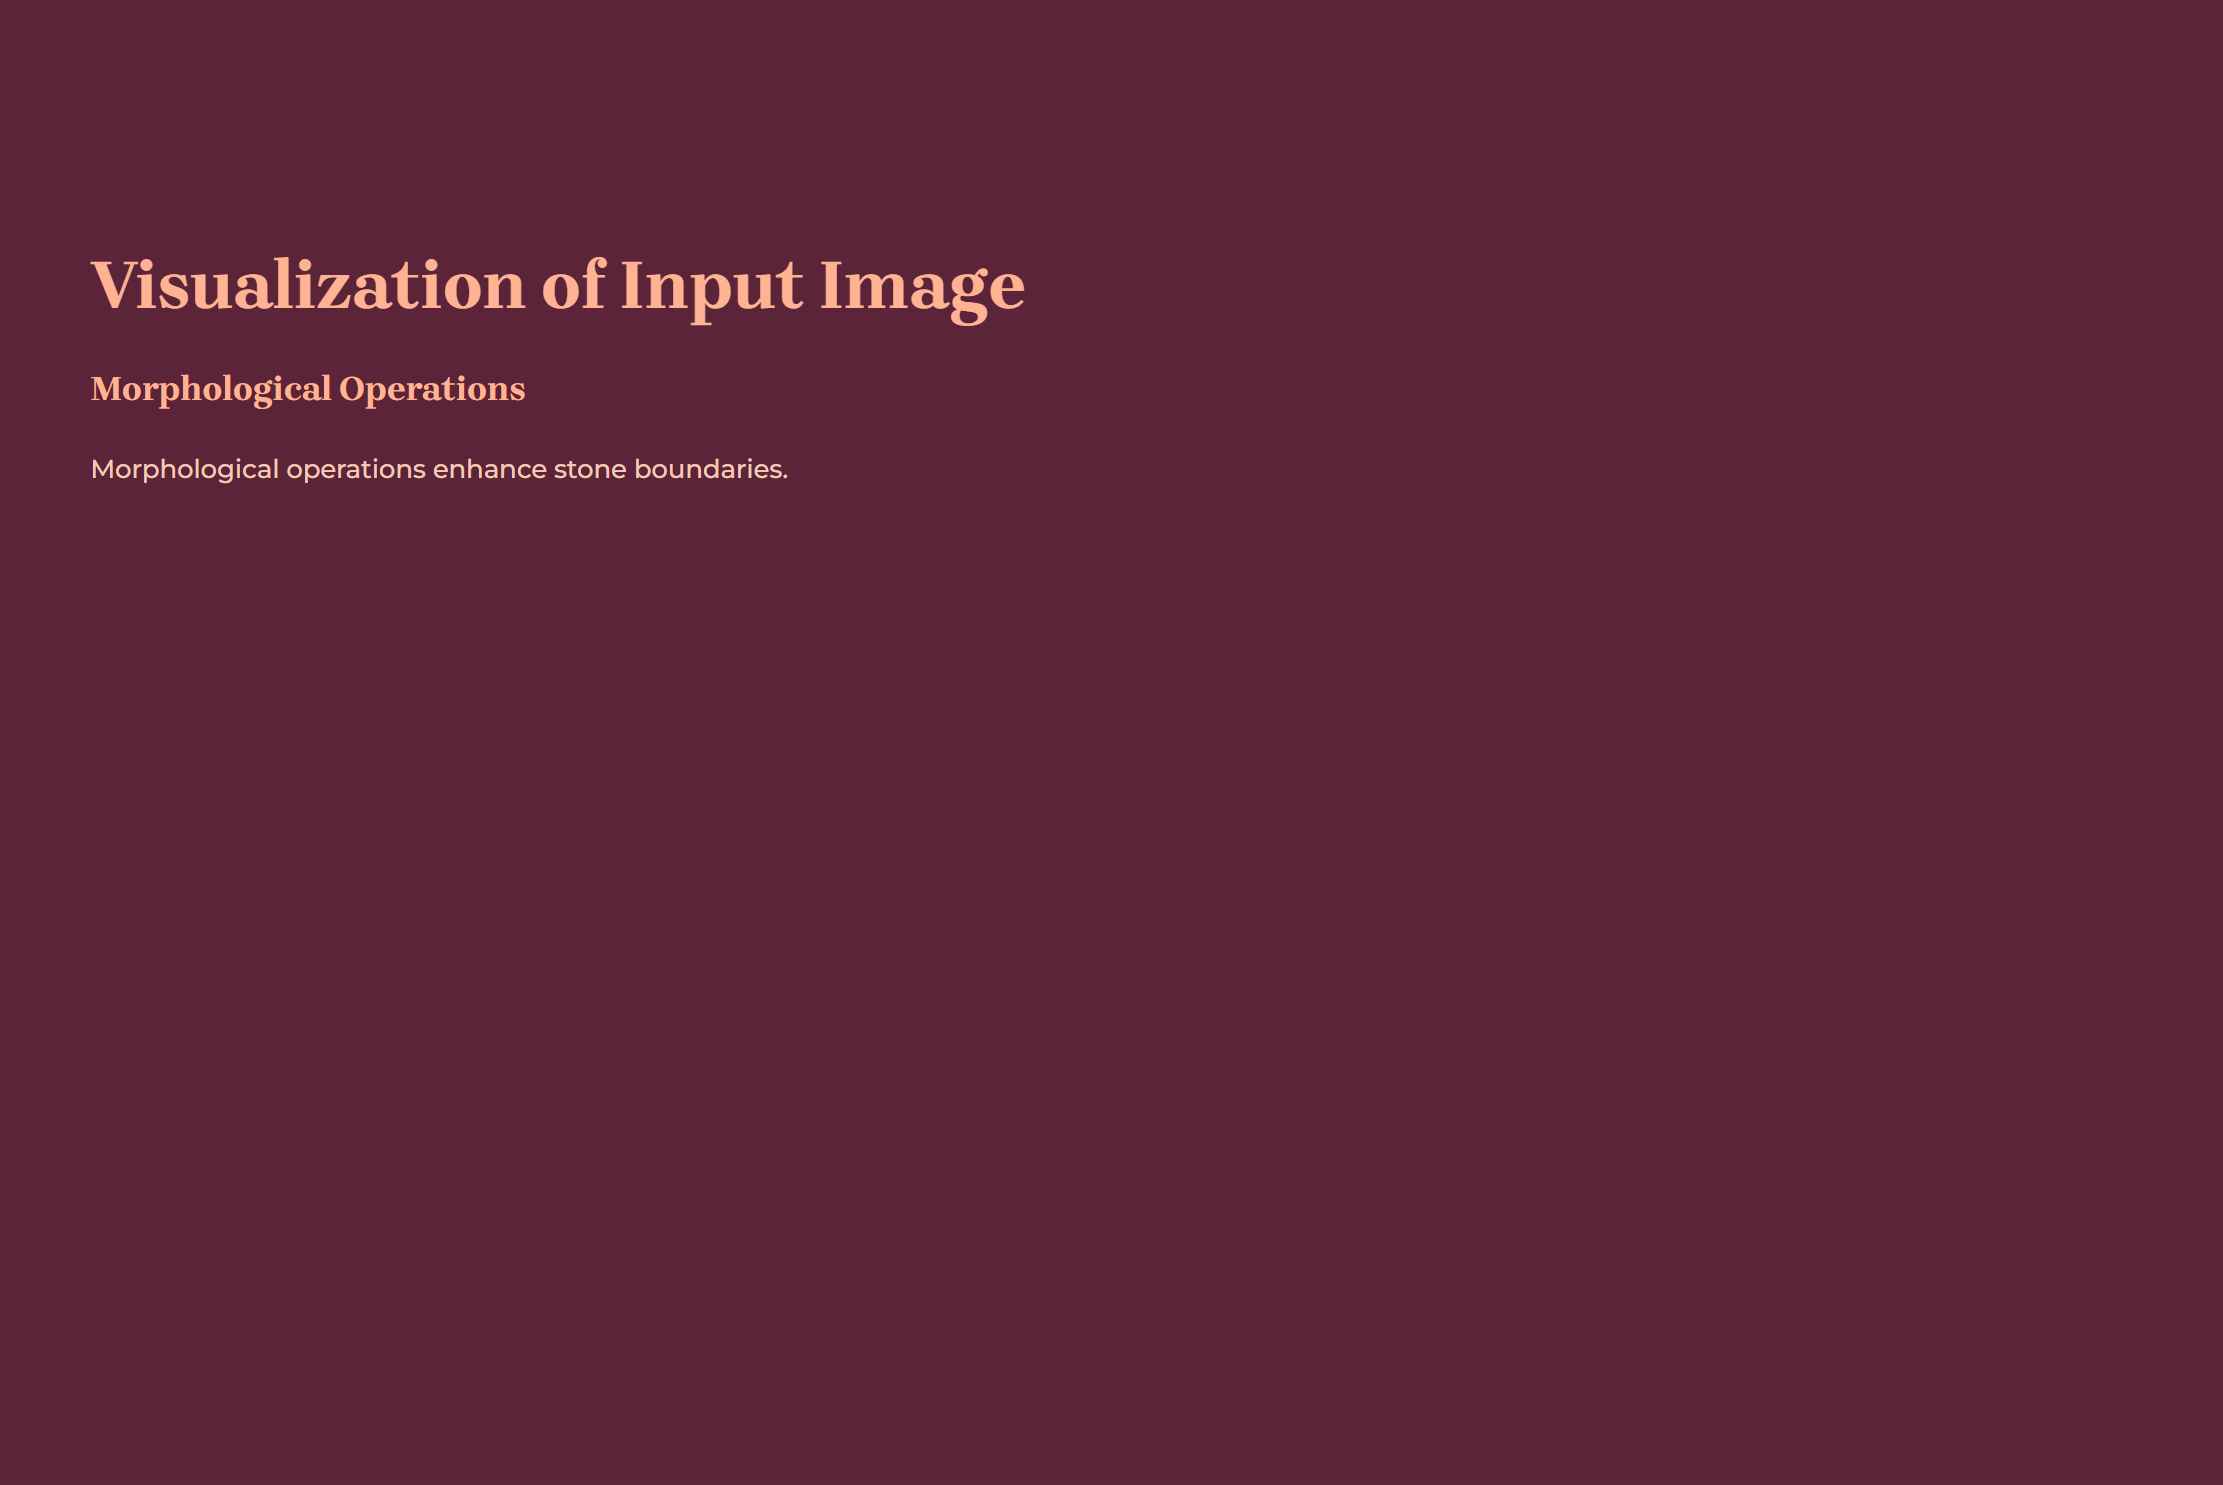 Visualization of Input Image
Morphological Operations
Morphological operations enhance stone boundaries.